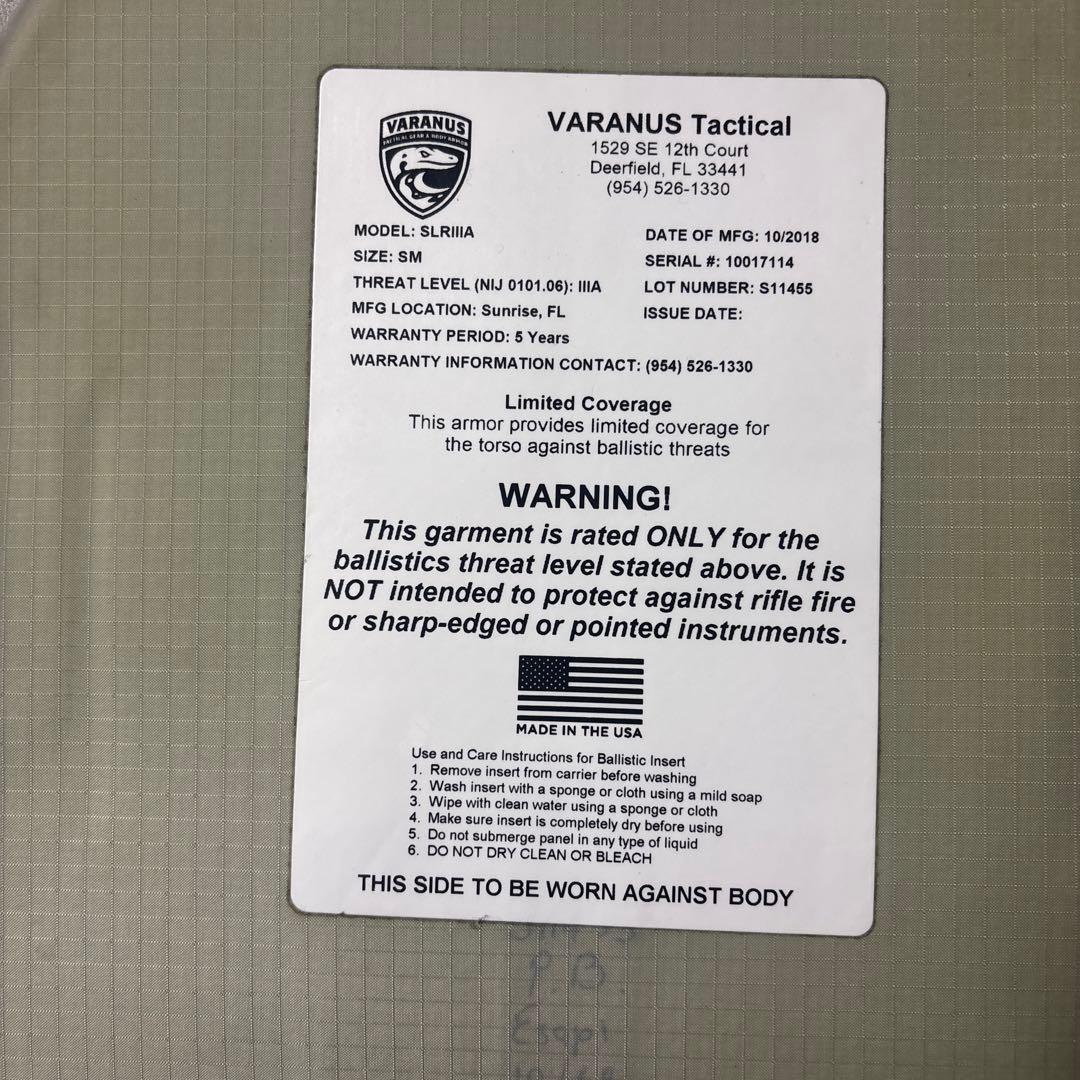 VARANUS
TACTICAL GEAR & BODY ARMOR
VARANUS Tactical
1529 SE 12th Court
Deerfield, FL 33441
(954) 526-1330
MODEL: SLRIIIA
SIZE: SM
THREAT LEVEL (NIJ 0101.06): IIIA
MFG LOCATION: Sunrise, FL
WARRANTY PERIOD: 5 Years
WARRANTY INFORMATION CONTACT: (954) 526-1330
DATE OF MFG: 10/2018
SERIAL #: 10017114
LOT NUMBER: S11455
ISSUE DATE:
Limited Coverage
This armor provides limited coverage for
the torso against ballistic threats
WARNING!
This garment is rated ONLY for the
ballistics threat level stated above. It is
NOT intended to protect against rifle fire
or sharp-edged or pointed instruments.
MADE IN THE USA
Use and Care Instructions for Ballistic Insert
1. Remove insert from carrier before washing
2. Wash insert with a sponge or cloth using a mild soap
3. Wipe with clean water using a sponge or cloth
4. Make sure insert is completely dry before using
5. Do not submerge panel in any type of liquid
6. DO NOT DRY CLEAN OR BLEACH
THIS SIDE TO BE WORN AGAINST BODY
P.B.
Esapi